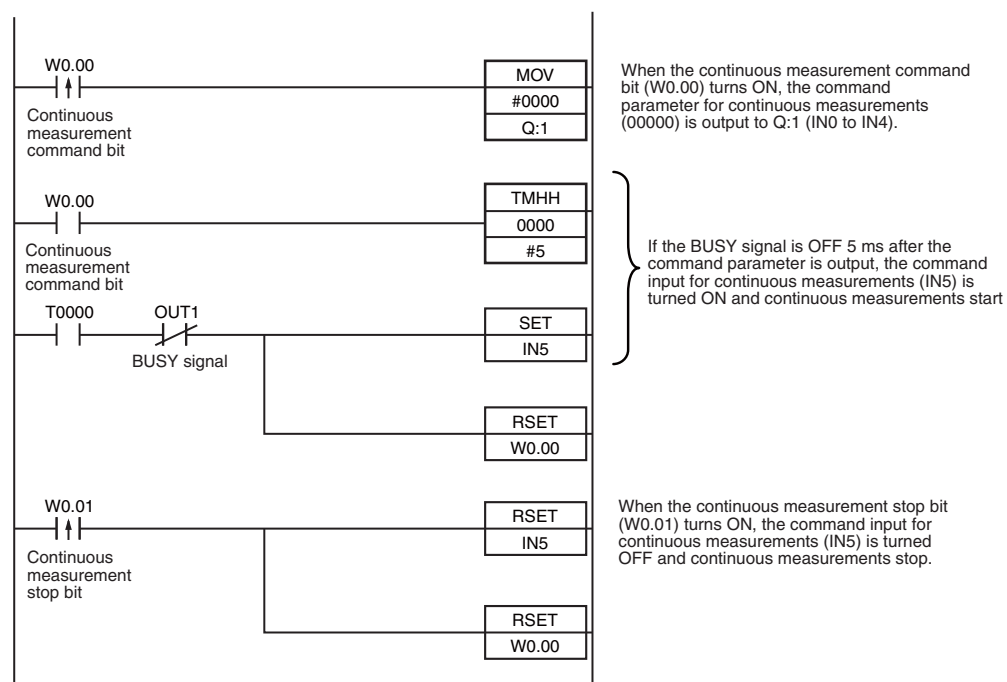 W0.00
Continuous
measurement
command bit
MOV
#0000
Q:1
When the continuous measurement command
bit (W0.00) turns ON, the command
parameter for continuous measurements
(00000) is output to Q:1 (IN0 to IN4).
W0.00
Continuous
measurement
command bit
TMHH
0000
#5
If the BUSY signal is OFF 5 ms after the
command parameter is output, the command
input for continuous measurements (IN5) is
turned ON and continuous measurements start
T0000
OUT1
BUSY signal
SET
IN5
RSET
W0.00
W0.01
Continuous
measurement
stop bit
RSET
IN5
When the continuous measurement stop bit
(W0.01) turns ON, the command input for
continuous measurements (IN5) is turned
OFF and continuous measurements stop.
RSET
W0.00